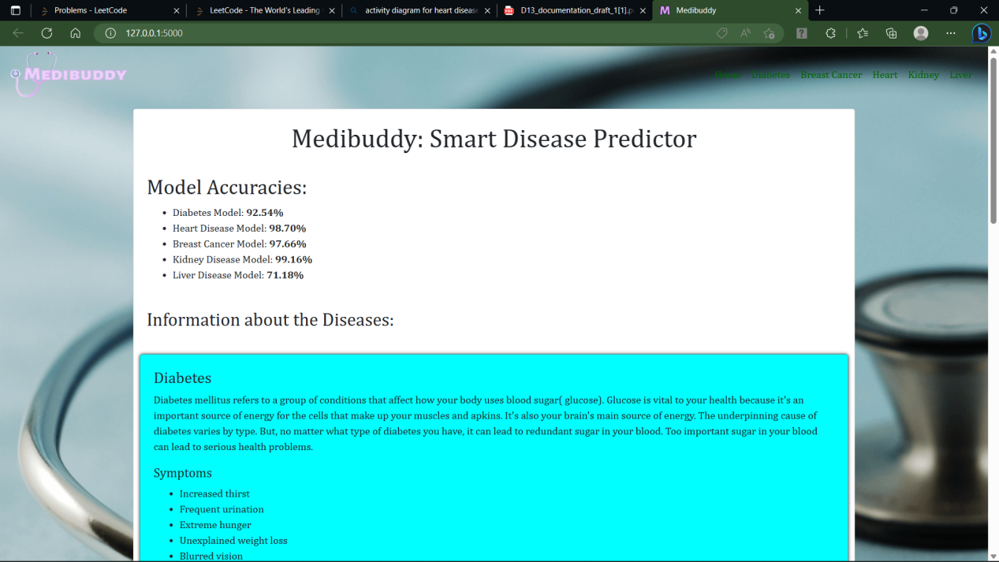 Problems - LeetCode
LeetCode - The World's Leading
activity diagram for heart disease
D13_documentation_draft_1[1].p
Medibuddy
127.0.0.1:5000
MEDIBUDDY
Home Diabetes Breast Cancer Heart Kidney Liver
Medibuddy: Smart Disease Predictor
Model Accuracies:
• Diabetes Model: 92.54%
• Heart Disease Model: 98.70%
• Breast Cancer Model: 97.66%
• Kidney Disease Model: 99.16%
• Liver Disease Model: 71.18%
Information about the Diseases:
Diabetes
Diabetes mellitus refers to a group of conditions that affect how your body uses blood sugar( glucose). Glucose is vital to your health because it's an
important source of energy for the cells that make up your muscles and apkins. It's also your brain's main source of energy. The underpinning cause of
diabetes varies by type. But, no matter what type of diabetes you have, it can lead to redundant sugar in your blood. Too important sugar in your blood
can lead to serious health problems.
Symptoms
• Increased thirst
• Frequent urination
• Extreme hunger
• Unexplained weight loss
• Blurred vision